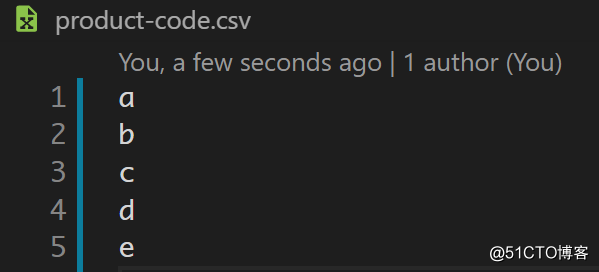 product-code.csv
You, a few seconds ago | 1 author (You)
1 a
2 b
3 c
4 d
5 e
@51CTO博客